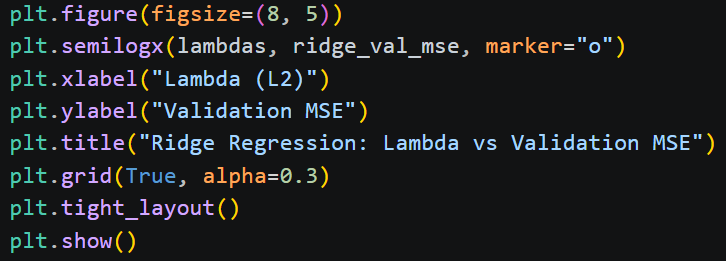 plt.figure(figsize=(8, 5))
plt.semilogx(lambdas, ridge_val_mse, marker="o")
plt.xlabel("Lambda (L2)")
plt.ylabel("Validation MSE")
plt.title("Ridge Regression: Lambda vs Validation MSE")
plt.grid(True, alpha=0.3)
plt.tight_layout()
plt.show()